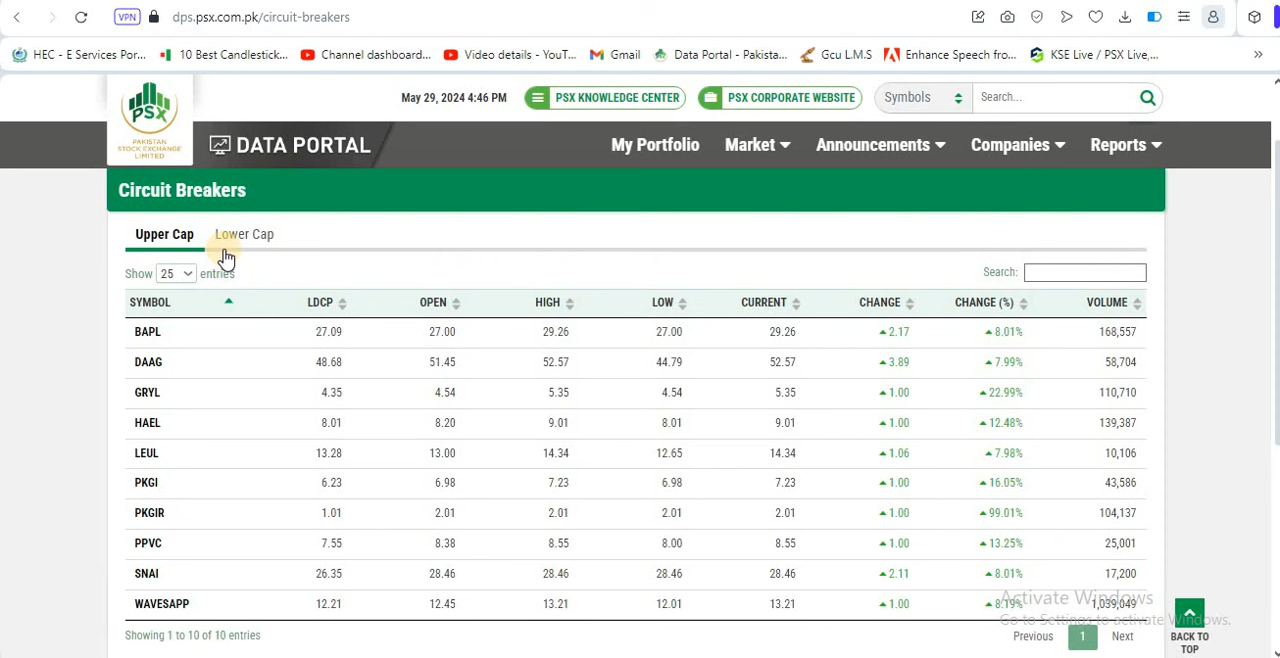 VPN dps.psx.com.pk/circuit-breakers
HEC - E Services Por... 10 Best Candlestick... Channel dashboard... Video details - YouT... Gmail Data Portal - Pakista... Gcu L.M.S Enhance Speech fro... KSE Live / PSX Live,... »
PSX
PAKISTAN
STOCK EXCHANGE
LIMITED
May 29, 2024 4:46 PM PSX KNOWLEDGE CENTER PSX CORPORATE WEBSITE Symbols Search...
DATA PORTAL My Portfolio Market Announcements Companies Reports
Circuit Breakers
Upper Cap Lower Cap
Show 25 entries Search:
SYMBOL LDCP OPEN HIGH LOW CURRENT CHANGE CHANGE (%) VOLUME
BAPL 27.09 27.00 29.26 27.00 29.26 2.17 8.01% 168,557
DAAG 48.68 51.45 52.57 44.79 52.57 3.89 7.99% 58,704
GRYL 4.35 4.54 5.35 4.54 5.35 1.00 22.99% 110,710
HAEL 8.01 8.20 9.01 8.01 9.01 1.00 12.48% 139,387
LEUL 13.28 13.00 14.34 12.65 14.34 1.06 7.98% 10,106
PKGI 6.23 6.98 7.23 6.98 7.23 1.00 16.05% 43,586
PKGIR 1.01 2.01 2.01 2.01 2.01 1.00 99.01% 104,137
PPVC 7.55 8.38 8.55 8.00 8.55 1.00 13.25% 25,001
SNAI 26.35 28.46 28.46 28.46 28.46 2.11 8.01% 17,200
WAVESAPP 12.21 12.45 13.21 12.01 13.21 1.00 8.19% 1,039,049
Activate Windows
Go to Settings to activate Windows.
Showing 1 to 10 of 10 entries Previous 1 Next
BACK TO
TOP